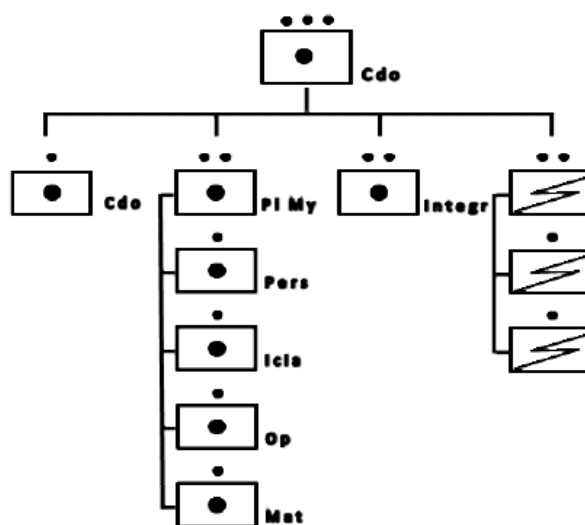 Cdo
Cdo
Pl My
Integr
Pers
Icia
Op
Mat